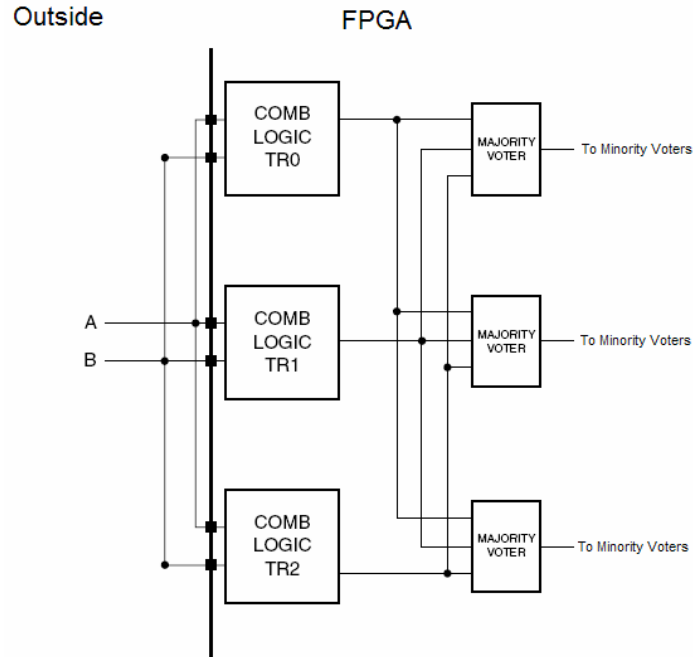 Outside
FPGA
COMB
LOGIC
TR0
MAJORITY
VOTER
To Minority Voters
A
B
COMB
LOGIC
TR1
MAJORITY
VOTER
To Minority Voters
COMB
LOGIC
TR2
MAJORITY
VOTER
To Minority Voters